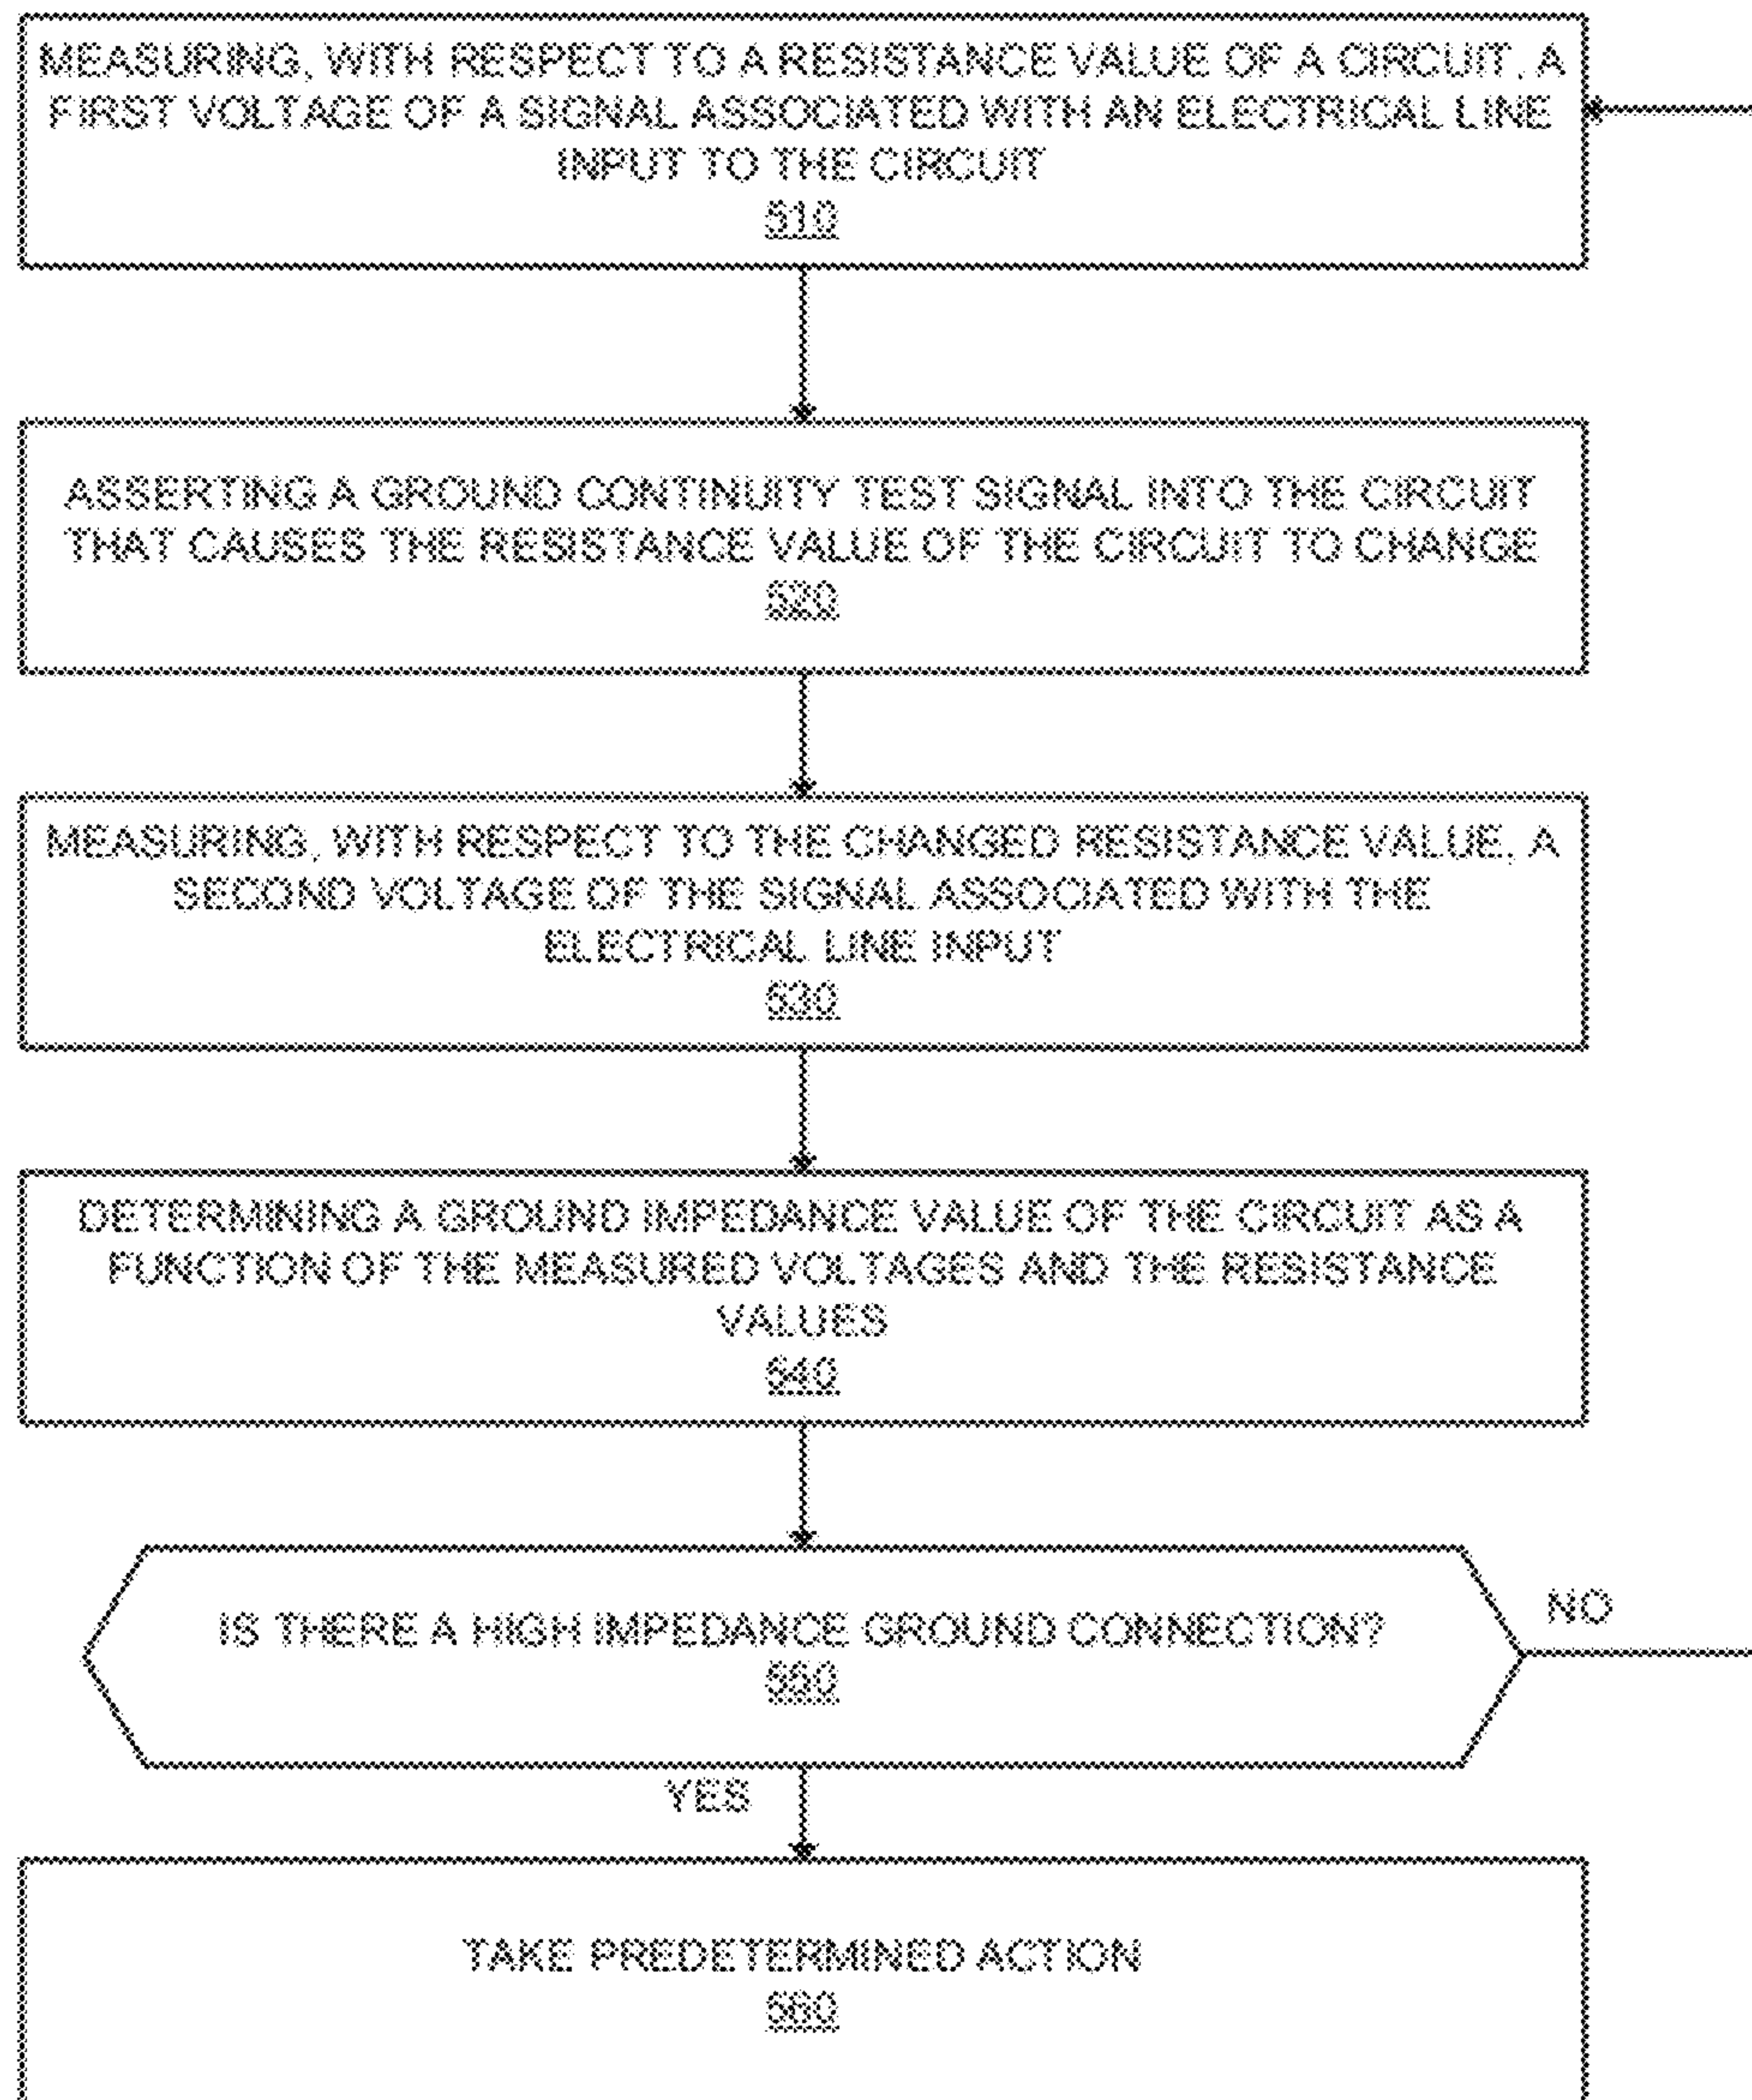 MEASURING, WITH RESPECT TO A RESISTANCE VALUE OF A CIRCUIT, A
FIRST VOLTAGE OF A SIGNAL ASSOCIATED WITH AN ELECTRICAL LINE
INPUT TO THE CIRCUIT
510
ASSERTING A GROUND CONTINUITY TEST SIGNAL INTO THE CIRCUIT
THAT CAUSES THE RESISTANCE VALUE OF THE CIRCUIT TO CHANGE
520
MEASURING, WITH RESPECT TO THE CHANGED RESISTANCE VALUE, A
SECOND VOLTAGE OF THE SIGNAL ASSOCIATED WITH THE
ELECTRICAL LINE INPUT
530
DETERMINING A GROUND IMPEDANCE VALUE OF THE CIRCUIT AS A
FUNCTION OF THE MEASURED VOLTAGES AND THE RESISTANCE
VALUES
540
IS THERE A HIGH IMPEDANCE GROUND CONNECTION?
550
NO
YES
TAKE PREDETERMINED ACTION
560